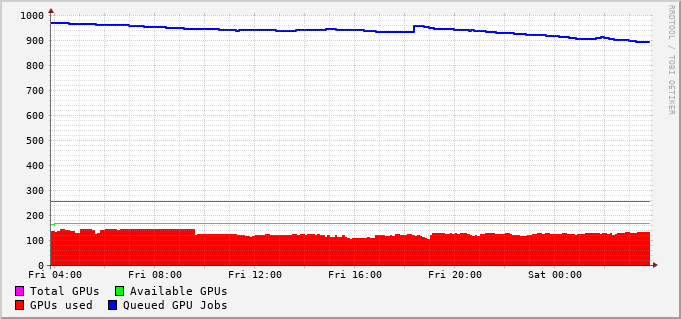 1000
900
800
700
600
500
400
300
200
100
0
Fri 04:00 Fri 08:00 Fri 12:00 Fri 16:00 Fri 20:00 Sat 00:00
Total GPUs Available GPUs
GPUs used Queued GPU Jobs
RRDTOOL / TOBI OETIKER